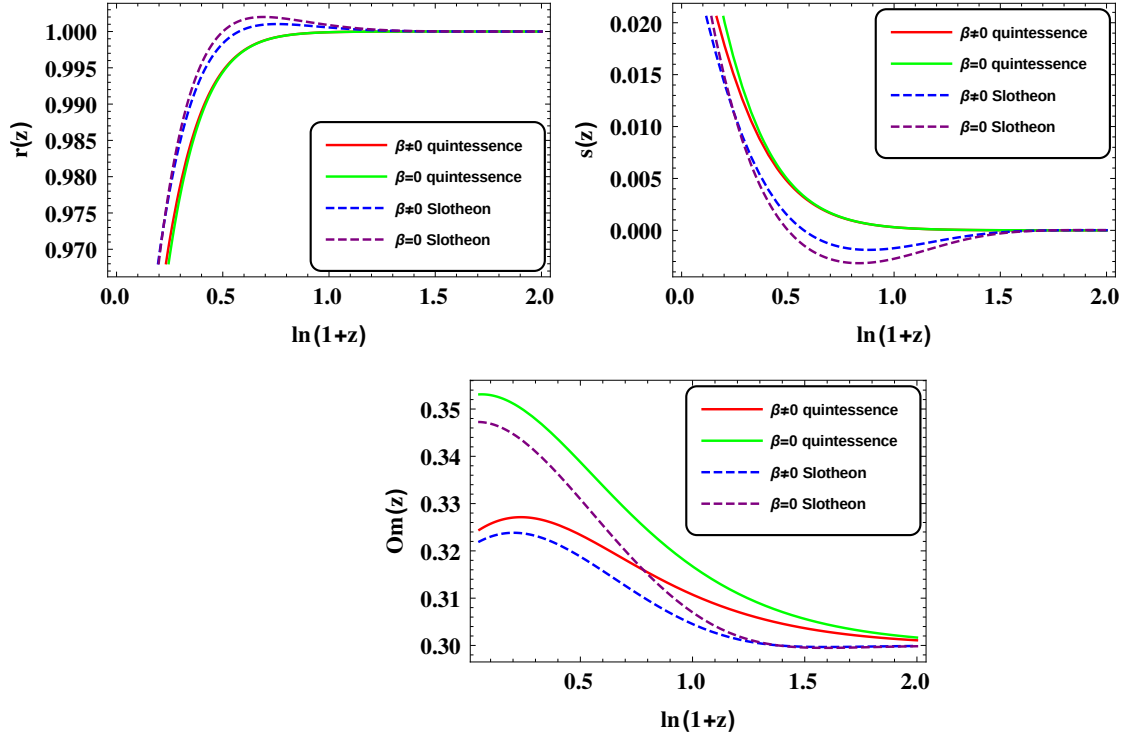 r(z)
1.000
0.995
0.990
0.985
0.980
0.975
0.970
β≠0 quintessence
β=0 quintessence
β≠0 Slotheon
β=0 Slotheon
0.0 0.5 1.0 1.5 2.0
ln(1+z)
s(z)
0.020
0.015
0.010
0.005
0.000
β≠0 quintessence
β=0 quintessence
β≠0 Slotheon
β=0 Slotheon
0.0 0.5 1.0 1.5 2.0
ln(1+z)
Om(z)
0.35
0.34
0.33
0.32
0.31
0.30
β≠0 quintessence
β=0 quintessence
β≠0 Slotheon
β=0 Slotheon
0.5 1.0 1.5 2.0
ln(1+z)